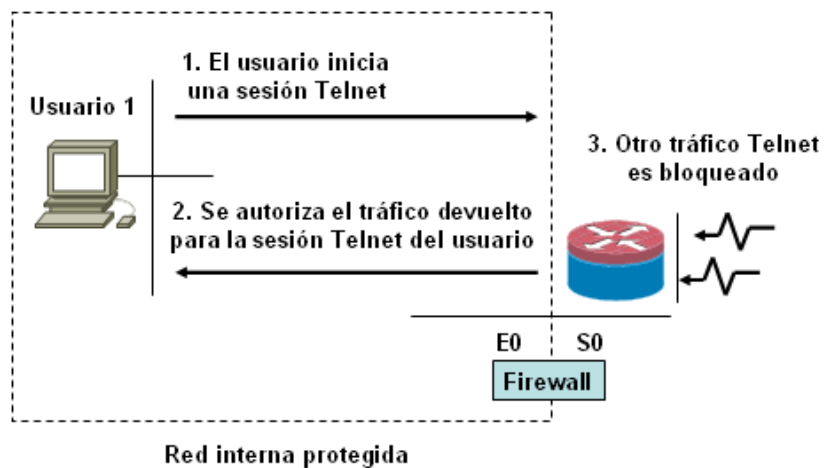 1. El usuario inicia
una sesión Telnet
Usuario 1
3. Otro tráfico Telnet
es bloqueado
2. Se autoriza el tráfico devuelto
para la sesión Telnet del usuario
E0
S0
Firewall
Red interna protegida